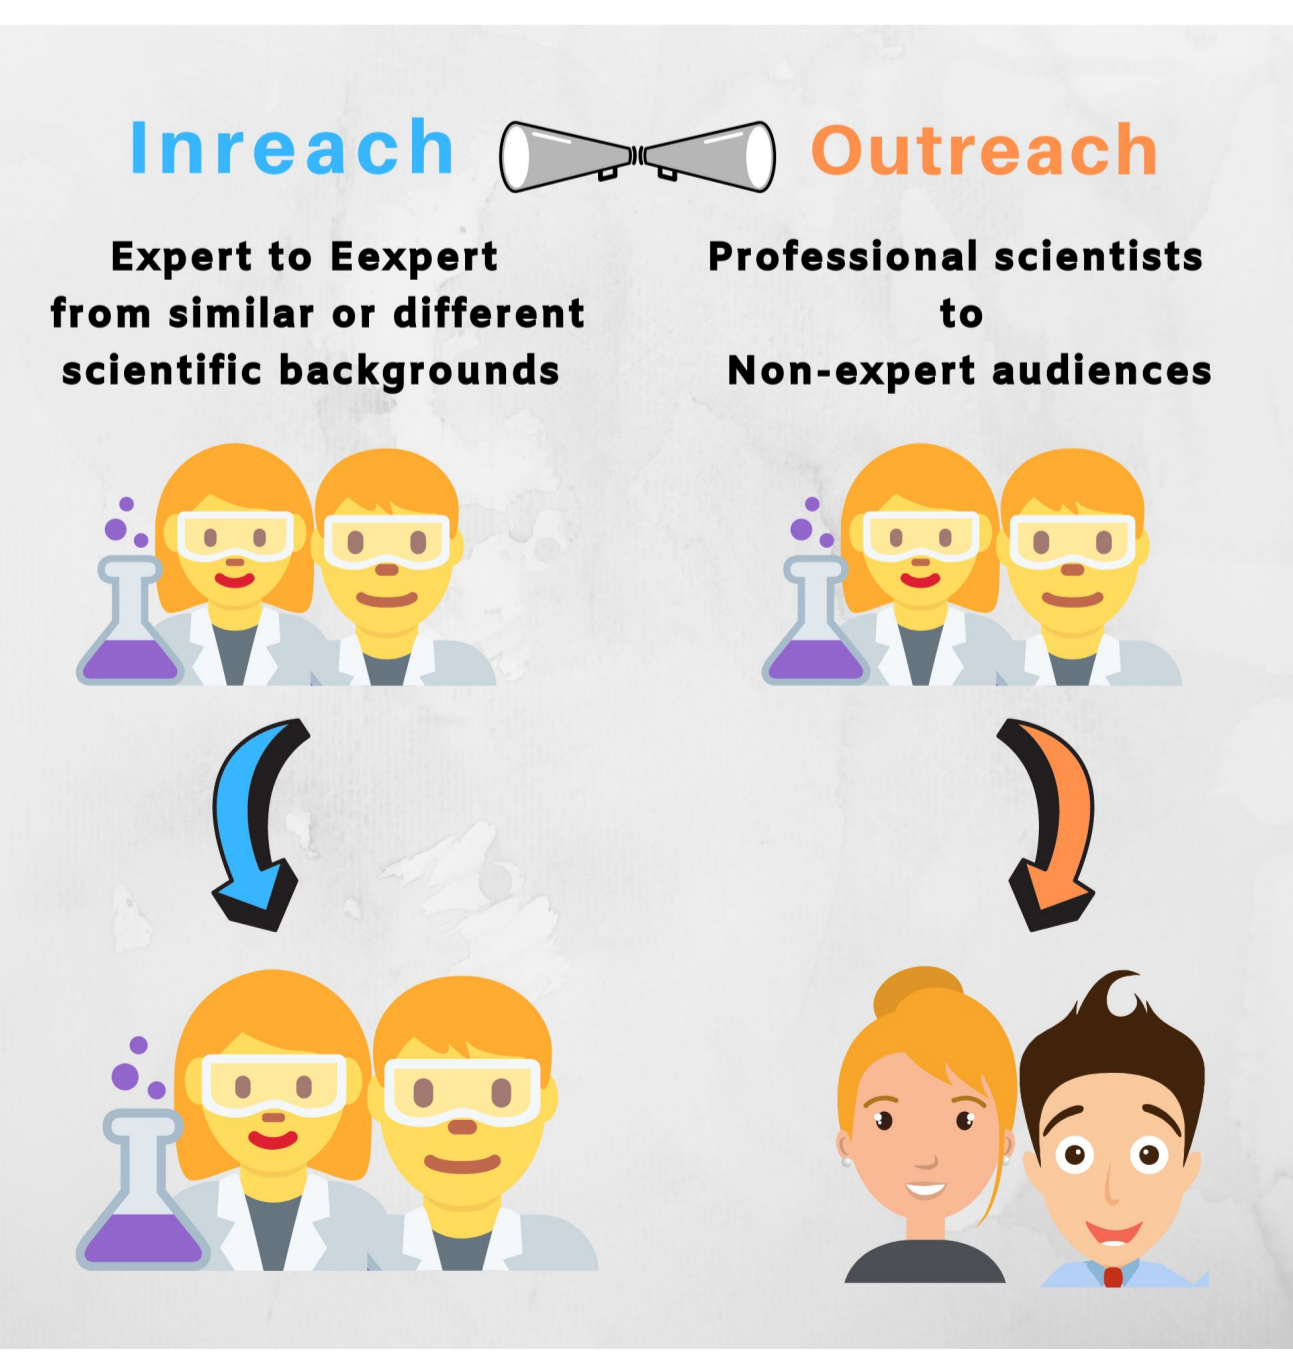 Inreach
Outreach
Expert to Eexpert
from similar or different
scientific backgrounds
Professional scientists
to
Non-expert audiences